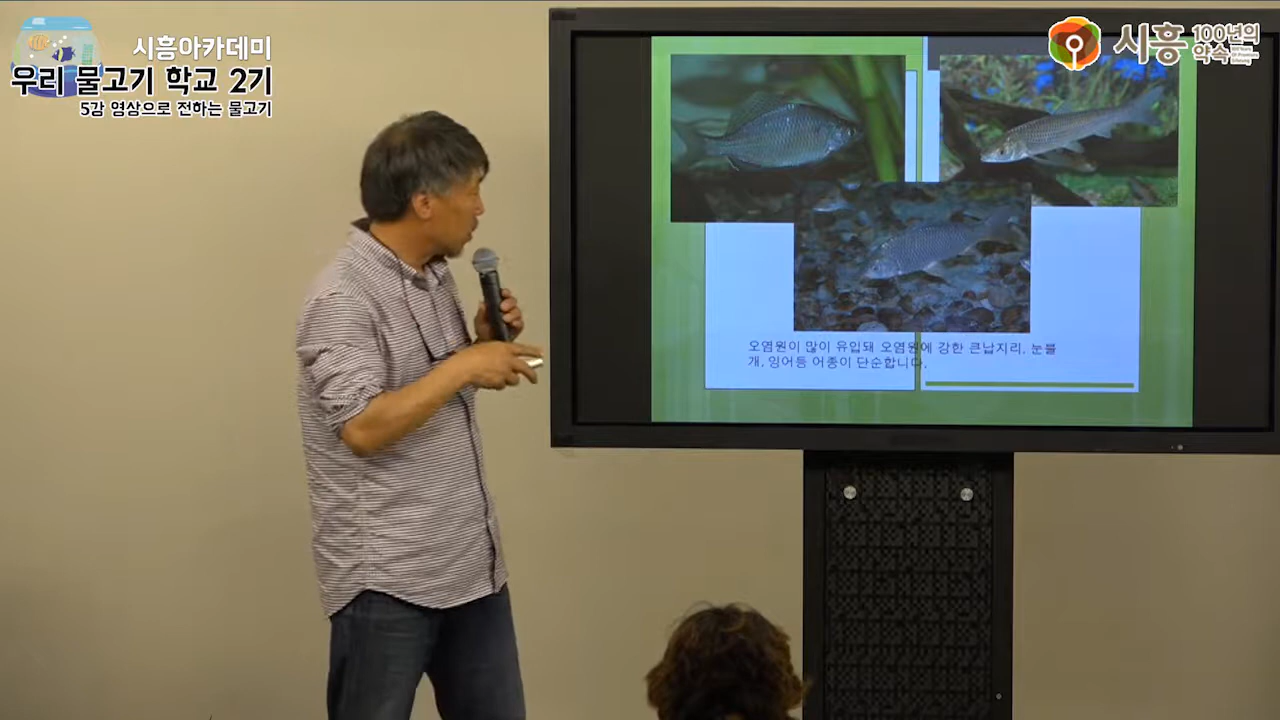 시흥아카데미
우리 물고기 학교 2기
5강 영상으로 전하는 물고기
시흥 100년의
약속
오염원이 많이 유입돼 오염원에 강한 큰납지리, 눈불
개, 잉어등 어종이 단순합니다.